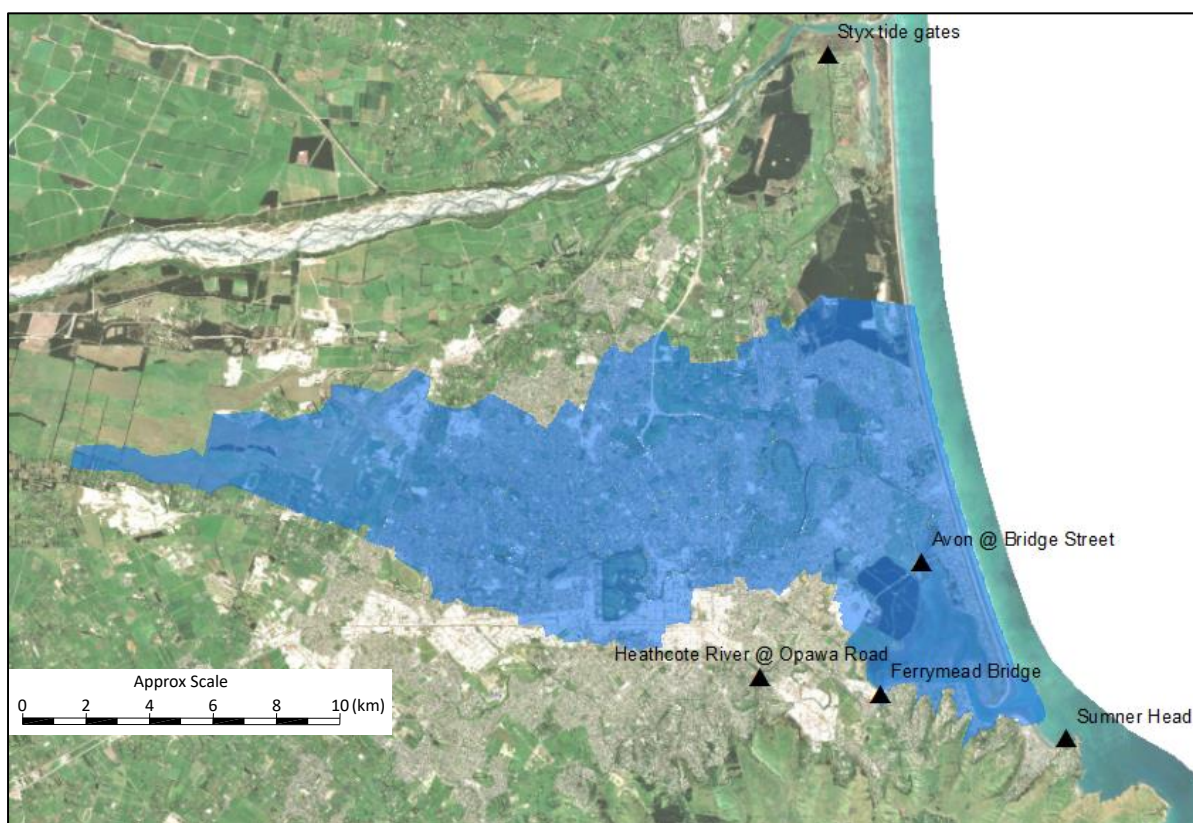 Styx tide gates
Avon @ Bridge Street
Heathcote River @ Opawa Road
Ferrymead Bridge
Approx Scale
0 2 4 6 8 10 (km)
Sumner Head